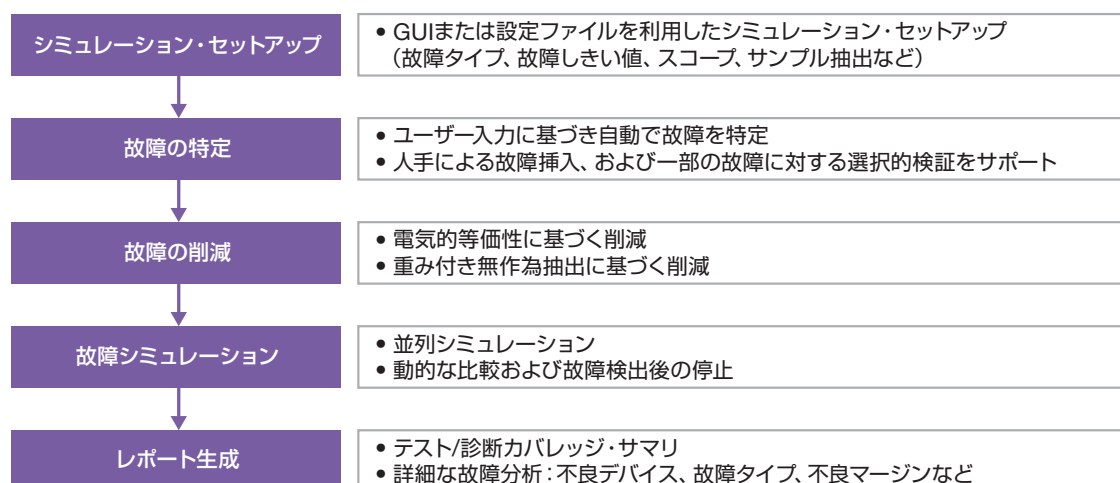 シミュレーション・セットアップ
• GUIまたは設定ファイルを利用したシミュレーション・セットアップ
（故障タイプ、故障しきい値、スコープ、サンプル抽出など）
故障の特定
• ユーザー入力に基づき自動で故障を特定
• 人手による故障挿入、および一部の故障に対する選択的検証をサポート
故障の削減
• 電気的等価性に基づく削減
• 重み付き無作為抽出に基づく削減
故障シミュレーション
• 並列シミュレーション
• 動的な比較および故障検出後の停止
レポート生成
• テスト/診断カバレッジ・サマリ
• 詳細な故障分析：不良デバイス、故障タイプ、不良マージンなど